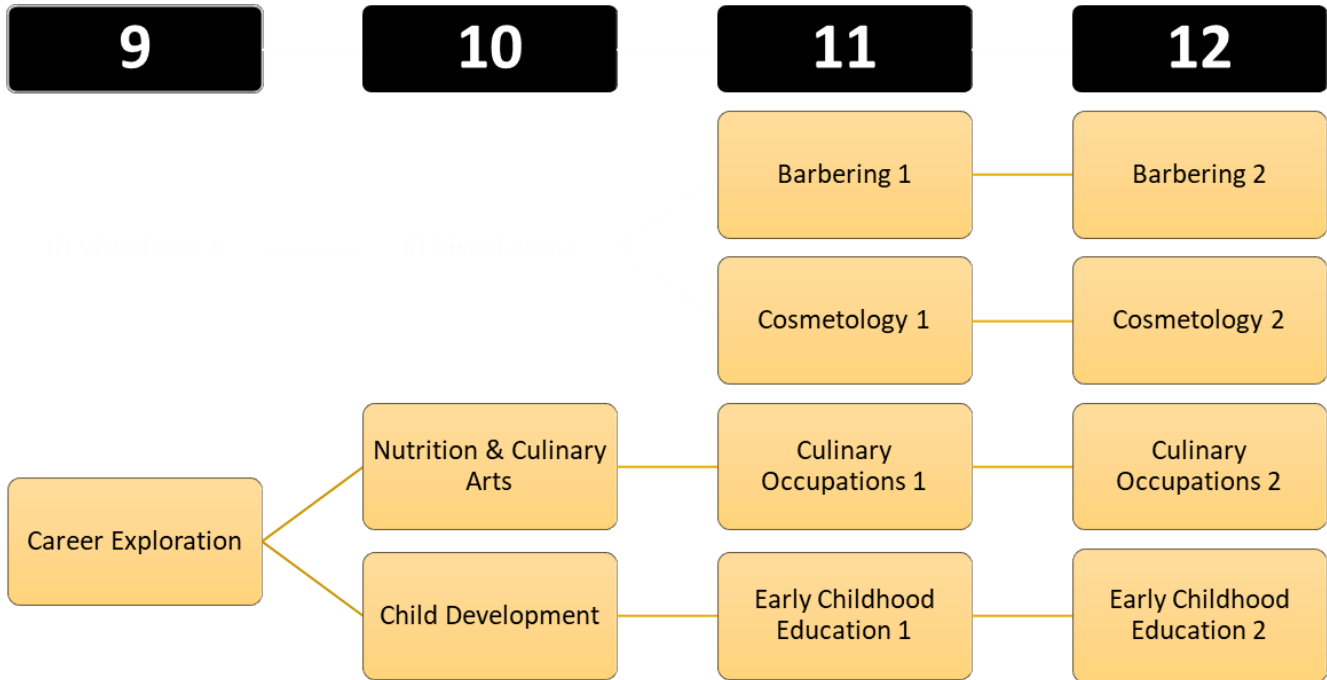 9
10
11
12
Barbering 1
Barbering 2
Cosmetology 1
Cosmetology 2
Nutrition & Culinary
Arts
Culinary
Occupations 1
Culinary
Occupations 2
Career Exploration
Child Development
Early Childhood
Education 1
Early Childhood
Education 2